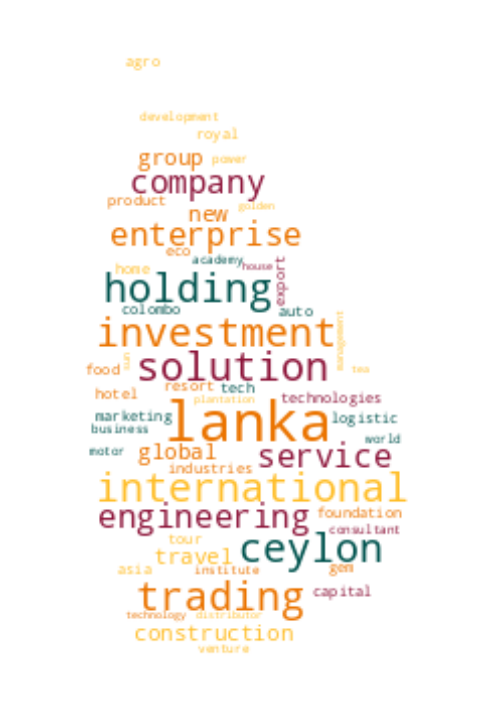 agro
development
royal
group power
company
product golden
new
enterprise
eco
academy house
home
export
holding
colombo auto
investment
management
solution
sun
food tea
resort tech
hotel
plantation technologies
lanka
marketing logistic
business world
motor global service
industries
international
engineering foundation
consultant
tour
ceylon
travel
asia institute gem
trading capital
technology distributor
construction
venture